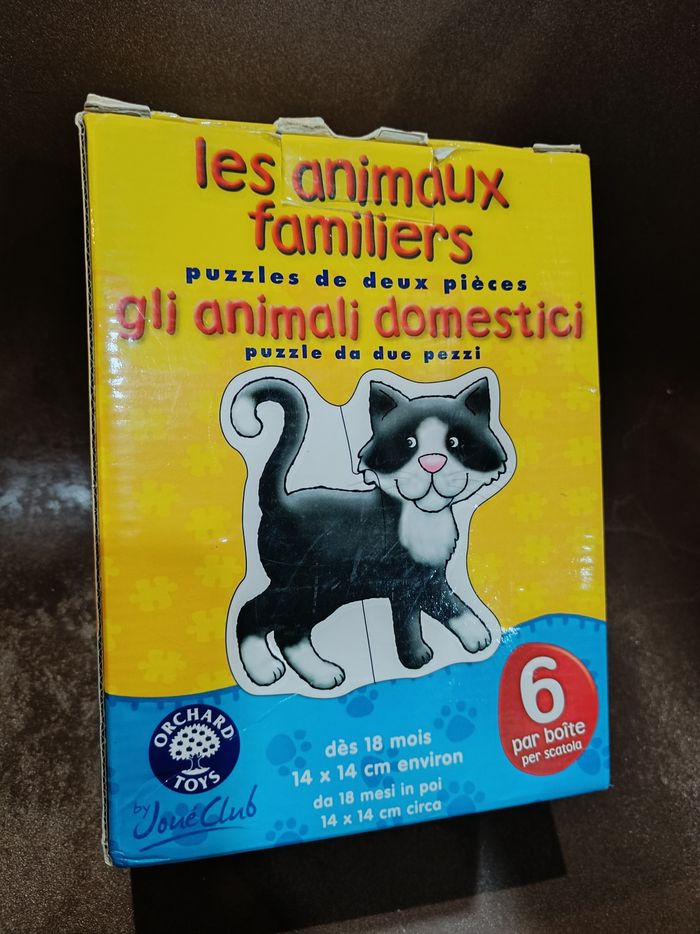 les animaux
familiers
puzzles de deux pièces
gli animali domestici
puzzle da due pezzi
6
par boîte
per scatola
ORCHARD
TOYS
by JouéClub
dès 18 mois
14 x 14 cm environ
da 18 mesi in poi
14 x 14 cm circa